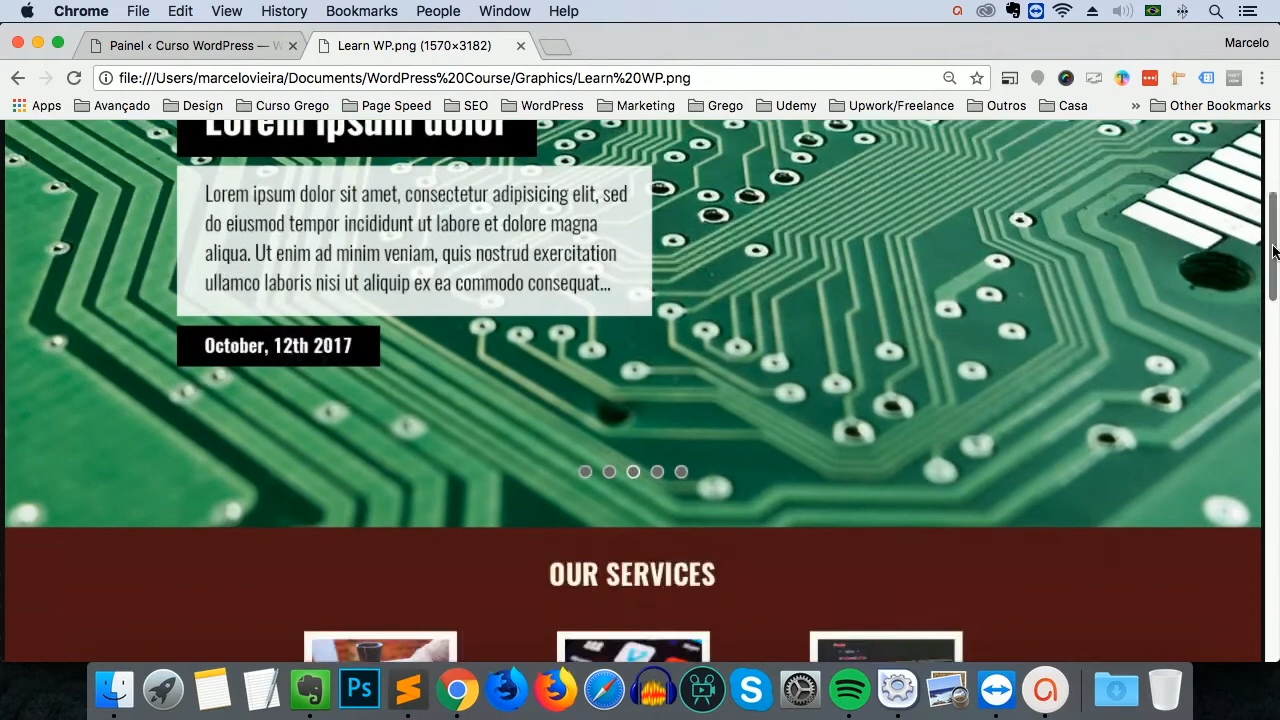 Chrome File Edit View History Bookmarks People Window Help
Painel ‹ Curso WordPress — W
Learn WP.png (1570×3182)
Marcelo
file:///Users/marcelovieira/Documents/WordPress%20Course/Graphics/Learn%20WP.png
Apps Avançado Design Curso Grego Page Speed SEO WordPress Marketing Grego Udemy Upwork/Freelance Outros Casa » Other Bookmarks
Lorem ipsum dolor
Lorem ipsum dolor sit amet, consectetur adipisicing elit, sed
do eiusmod tempor incididunt ut labore et dolore magna
aliqua. Ut enim ad minim veniam, quis nostrud exercitation
ullamco laboris nisi ut aliquip ex ea commodo consequat...
October, 12th 2017
OUR SERVICES
Ps